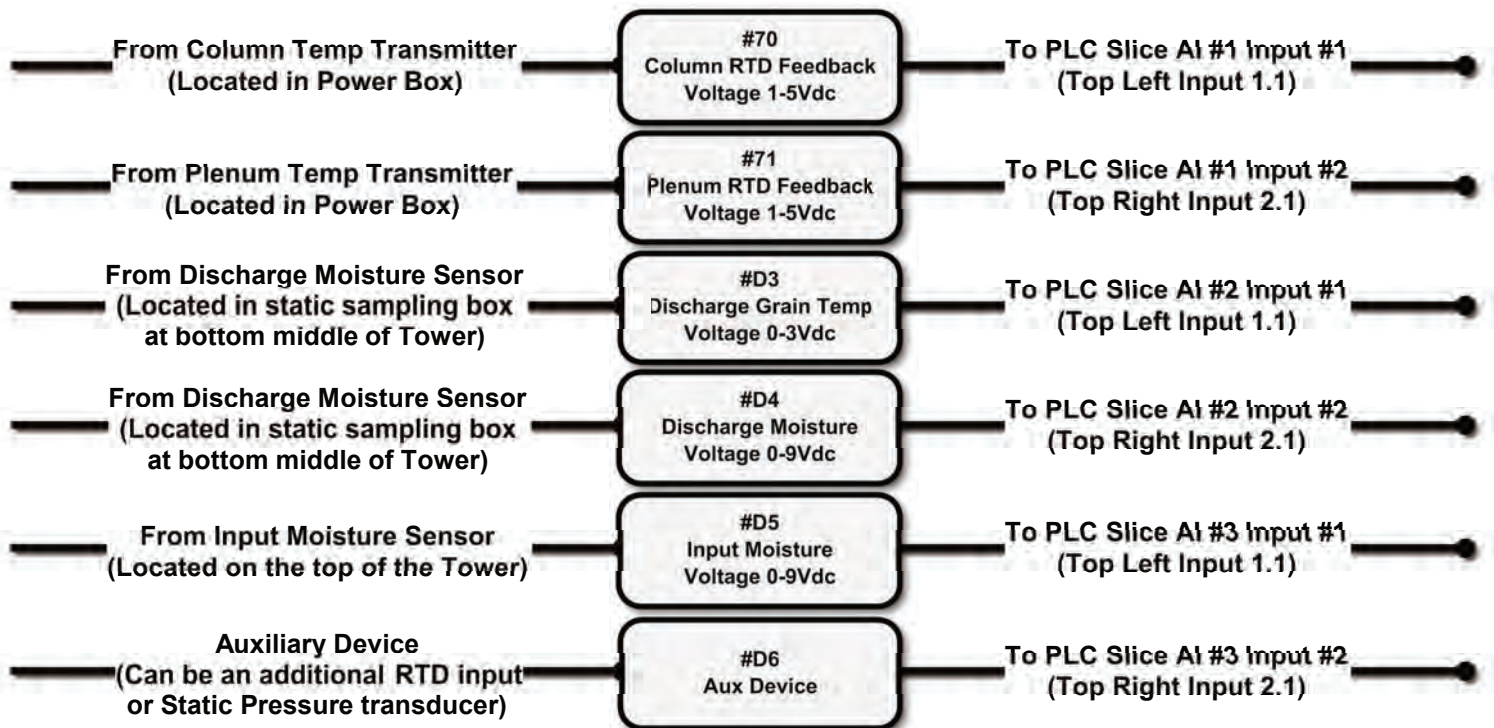 From Column Temp Transmitter
(Located in Power Box)
#70
Column RTD Feedback
Voltage 1-5Vdc
To PLC Slice AI #1 Input #1
(Top Left Input 1.1)
From Plenum Temp Transmitter
(Located in Power Box)
#71
Plenum RTD Feedback
Voltage 1-5Vdc
To PLC Slice AI #1 Input #2
(Top Right Input 2.1)
From Discharge Moisture Sensor
(Located in static sampling box
at bottom middle of Tower)
#D3
Discharge Grain Temp
Voltage 0-3Vdc
To PLC Slice AI #2 Input #1
(Top Left Input 1.1)
From Discharge Moisture Sensor
(Located in static sampling box
at bottom middle of Tower)
#D4
Discharge Moisture
Voltage 0-9Vdc
To PLC Slice AI #2 Input #2
(Top Right Input 2.1)
From Input Moisture Sensor
(Located on the top of the Tower)
#D5
Input Moisture
Voltage 0-9Vdc
To PLC Slice AI #3 Input #1
(Top Left Input 1.1)
Auxiliary Device
(Can be an additional RTD input
or Static Pressure transducer)
#D6
Aux Device
To PLC Slice AI #3 Input #2
(Top Right Input 2.1)